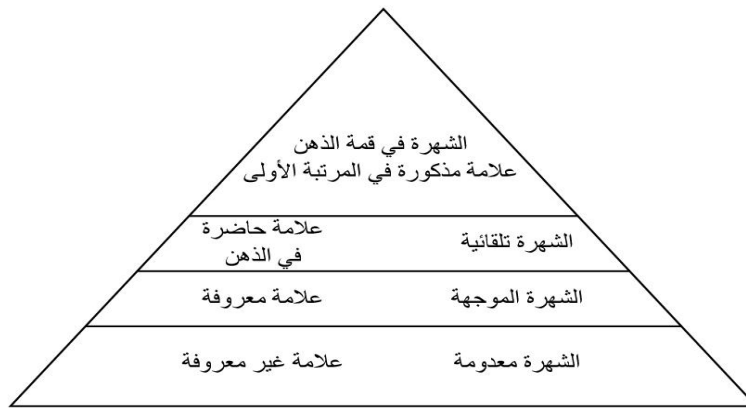 الشهرة في قمة الذهن
علامة مذكورة في المرتبة الأولى
الشهرة تلقائية
علامة حاضرة
في الذهن
الشهرة الموجهة
علامة معروفة
الشهرة معدومة
علامة غير معروفة